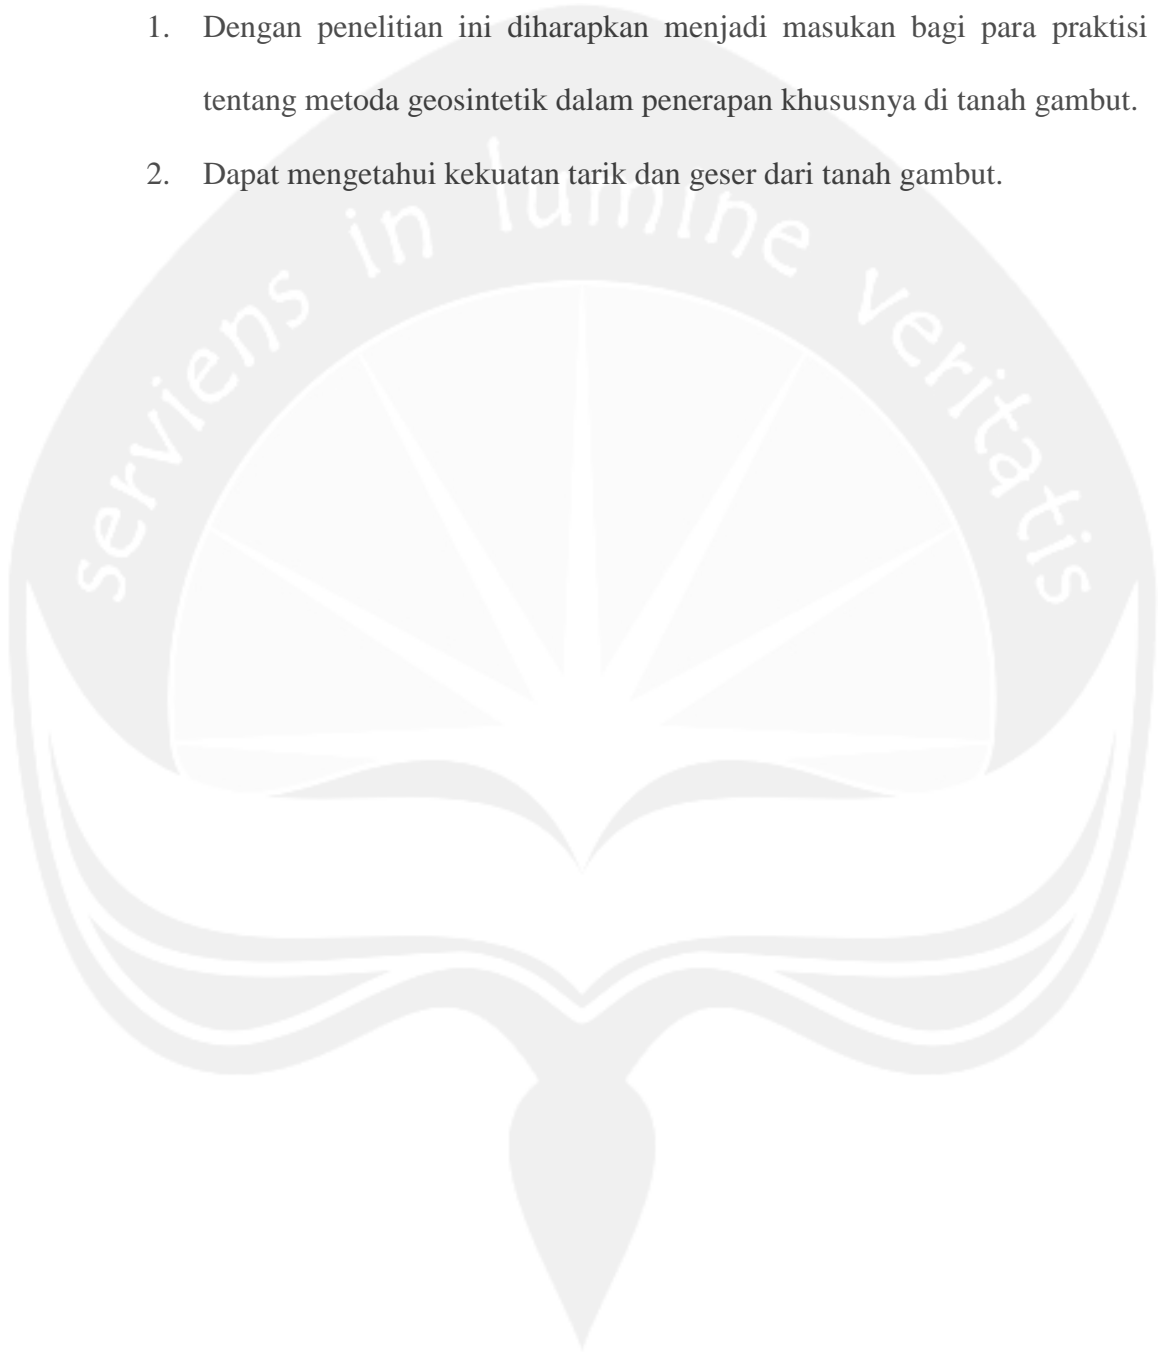 1. Dengan penelitian ini diharapkan menjadi masukan bagi para praktisi
tentang metoda geosintetik dalam penerapan khususnya di tanah gambut.
2. Dapat mengetahui kekuatan tarik dan geser dari tanah gambut.
serviens in lumine veritatis